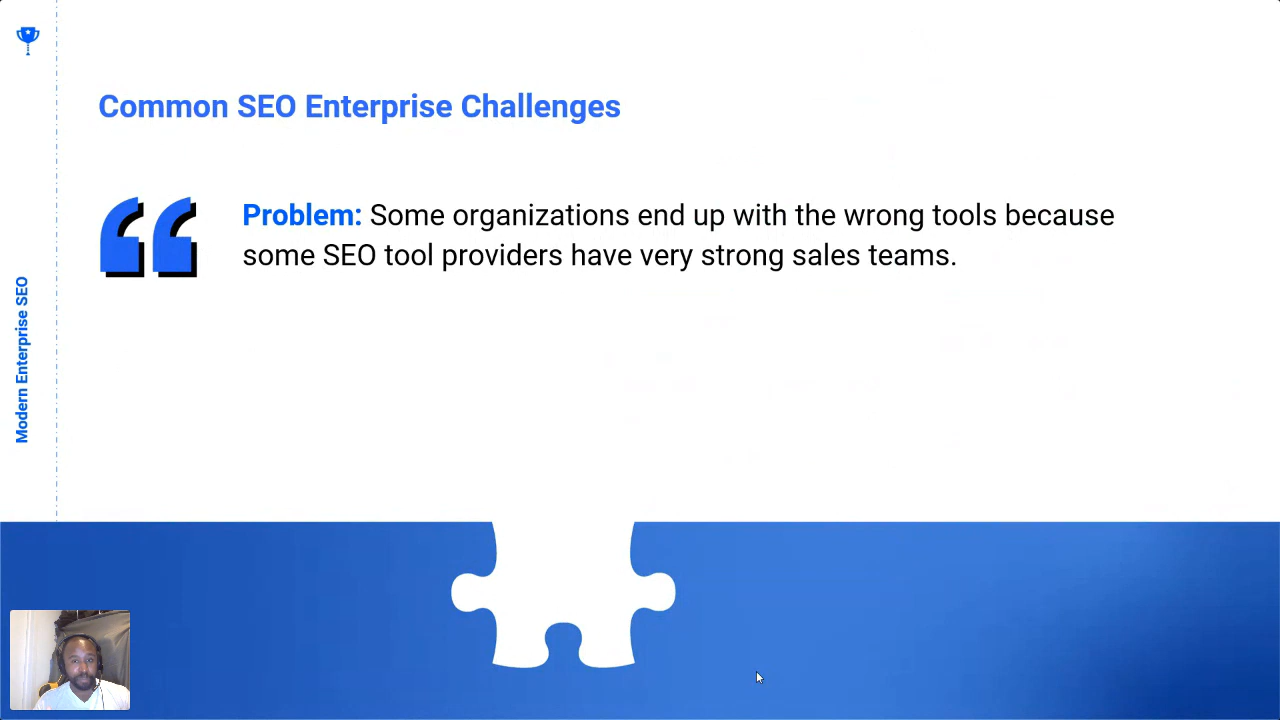 Common SEO Enterprise Challenges
Problem: Some organizations end up with the wrong tools because
some SEO tool providers have very strong sales teams.
Modern Enterprise SEO